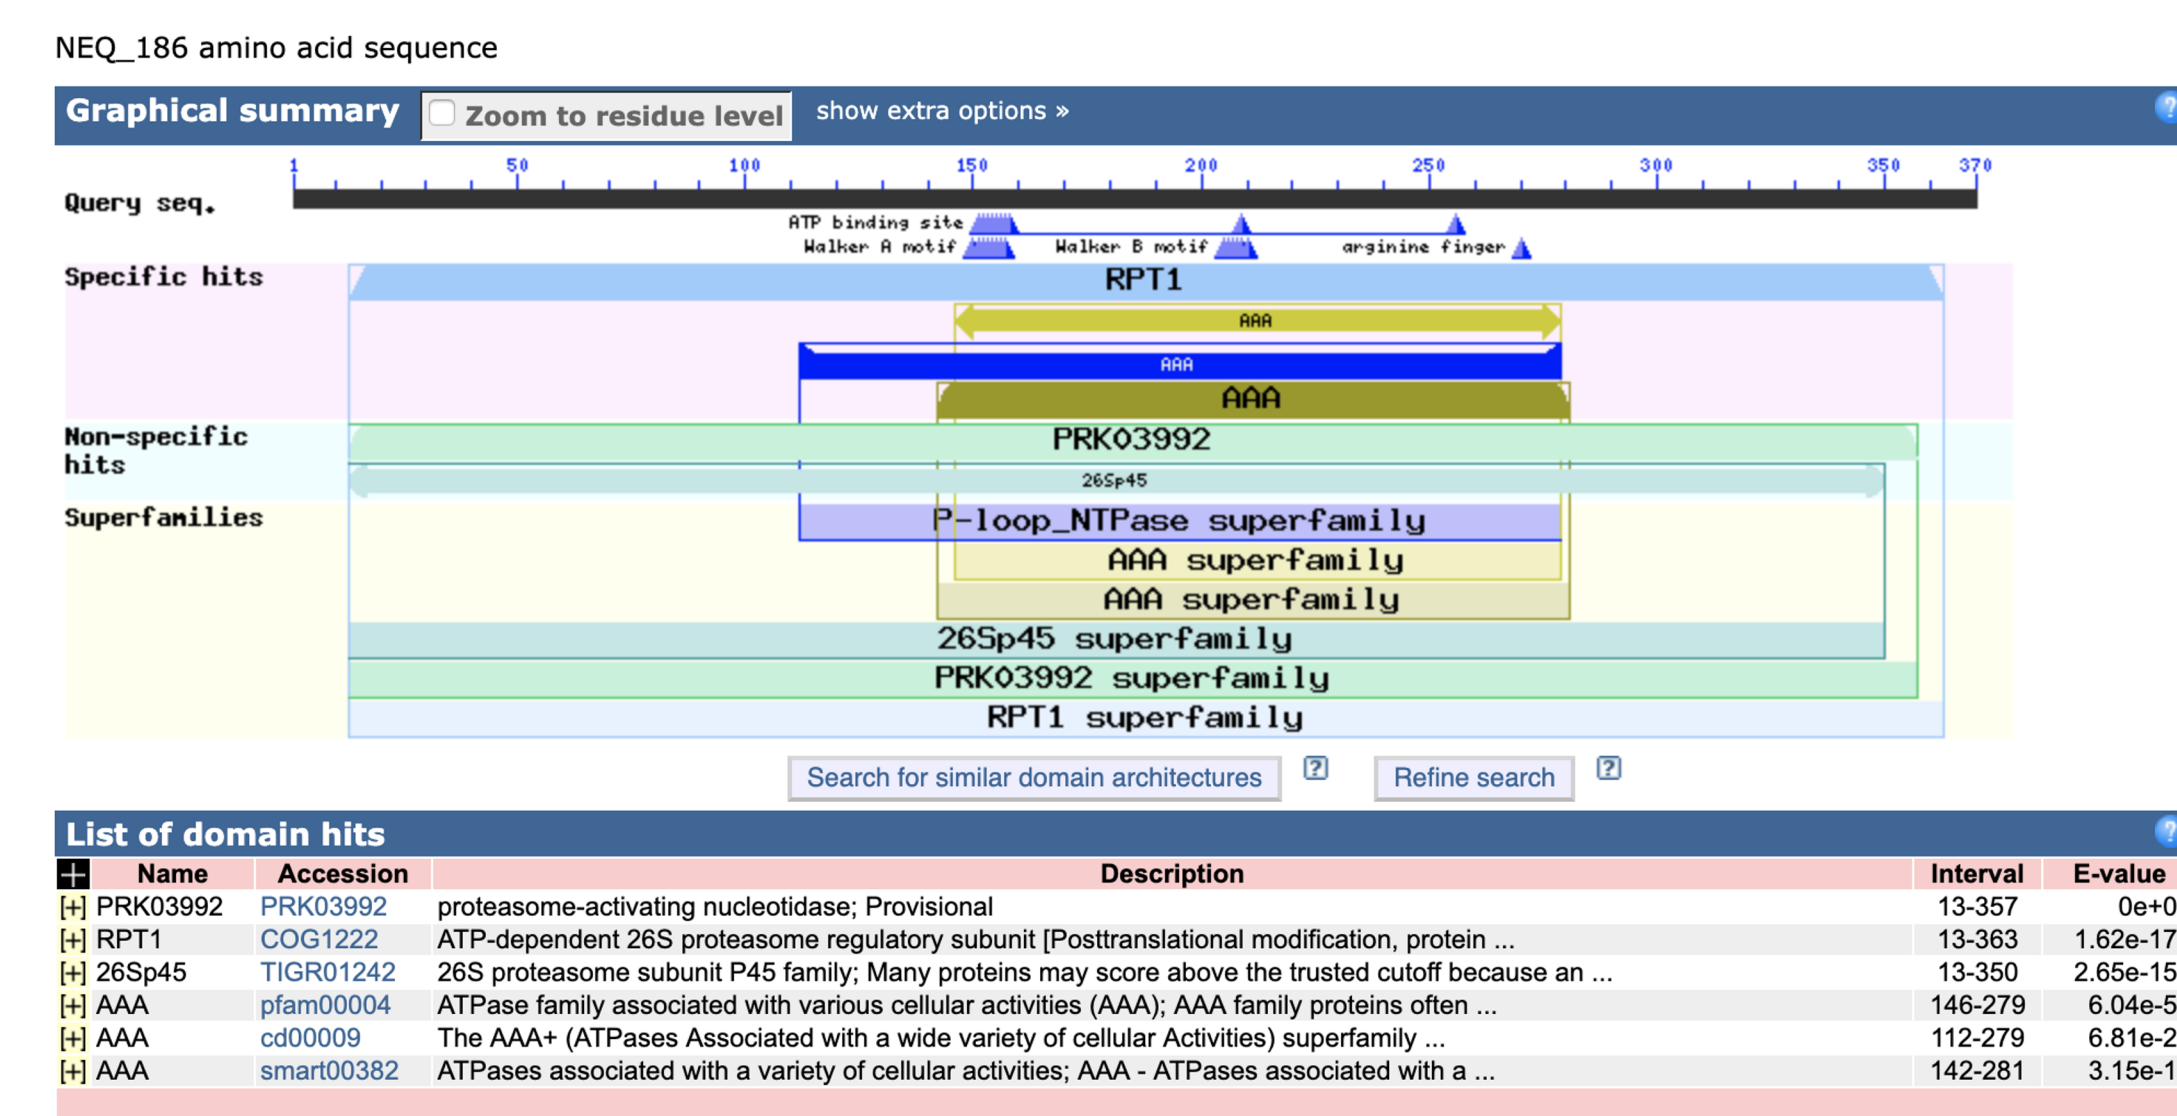 NEQ_186 amino acid sequence
Graphical summary Zoom to residue level show extra options »
1 50 100 150 200 250 300 350 370
Query seq.
ATP binding site
Walker A motif Walker B motif arginine finger
Specific hits RPT1
AAA
AAA
AAA
Non-specific PRK03992
hits 26Sp45
Superfamilies P-loop_NTPase superfamily
AAA superfamily
AAA superfamily
26Sp45 superfamily
PRK03992 superfamily
RPT1 superfamily
Search for similar domain architectures ? Refine search ?
List of domain hits ?
+ Name Accession Description Interval E-value
[+] PRK03992 PRK03992 proteasome-activating nucleotidase; Provisional 13-357 0e+0
[+] RPT1 COG1222 ATP-dependent 26S proteasome regulatory subunit [Posttranslational modification, protein ... 13-363 1.62e-17
[+] 26Sp45 TIGR01242 26S proteasome subunit P45 family; Many proteins may score above the trusted cutoff because an ... 13-350 2.65e-15
[+] AAA pfam00004 ATPase family associated with various cellular activities (AAA); AAA family proteins often ... 146-279 6.04e-5
[+] AAA cd00009 The AAA+ (ATPases Associated with a wide variety of cellular Activities) superfamily ... 112-279 6.81e-2
[+] AAA smart00382 ATPases associated with a variety of cellular activities; AAA - ATPases associated with a ... 142-281 3.15e-1